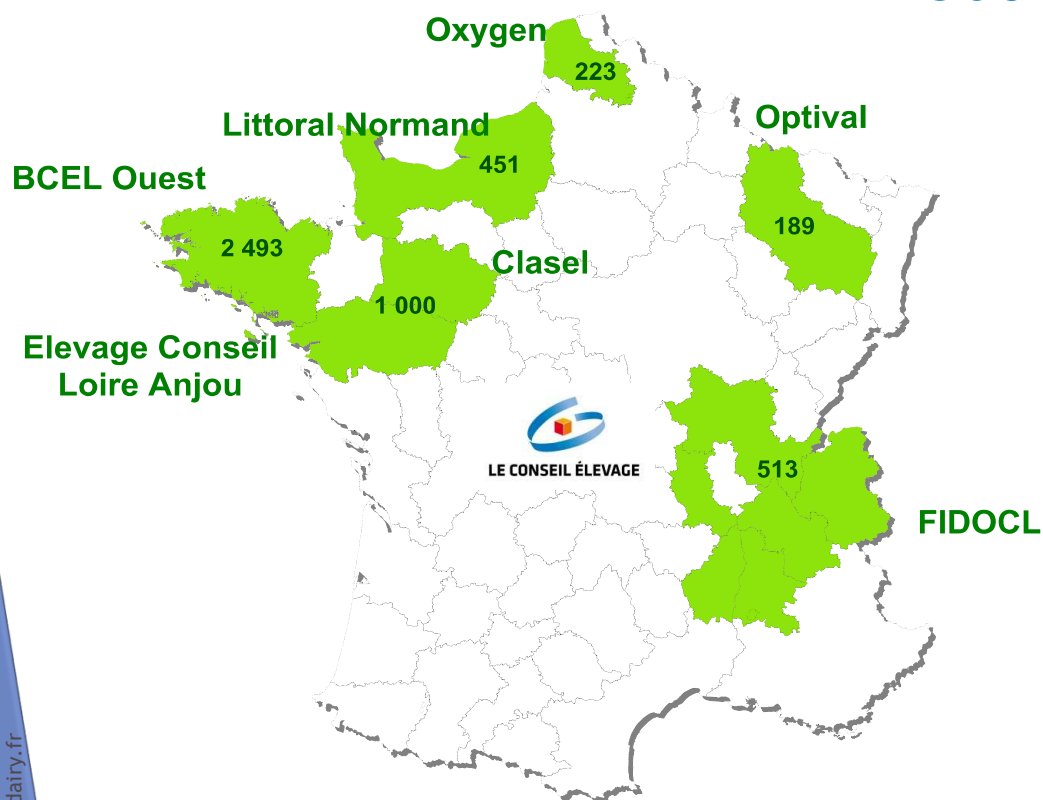 Oxygen
223
Littoral Normand
Optival
451
BCEL Ouest
189
2 493
Clasel
1 000
Elevage Conseil
Loire Anjou
LE CONSEIL ÉLEVAGE
513
FIDOCL
dairy.fr